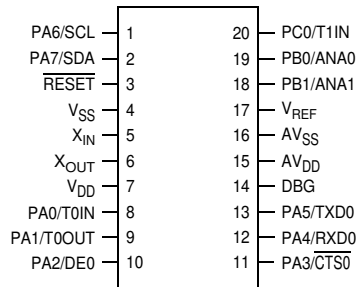 PA6/SCL 1 20 PC0/T1IN
PA7/SDA 2 19 PB0/ANA0
RESET 3 18 PB1/ANA1
VSS 4 17 VREF
XIN 5 16 AVSS
XOUT 6 15 AVDD
VDD 7 14 DBG
PA0/T0IN 8 13 PA5/TXD0
PA1/T0OUT 9 12 PA4/RXD0
PA2/DE0 10 11 PA3/CTS0